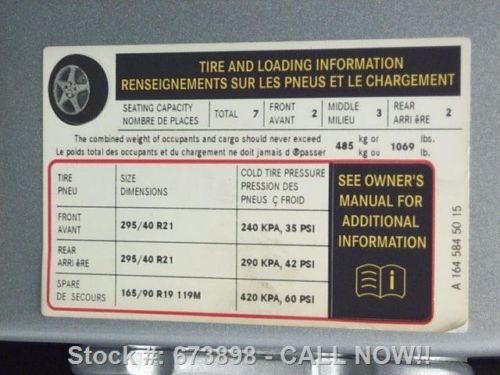 TIRE AND LOADING INFORMATION
RENSEIGNEMENTS SUR LES PNEUS ET LE CHARGEMENT
SEATING CAPACITY
NOMBRE DE PLACES
TOTAL 7
FRONT
AVANT 2
MIDDLE
MILIEU 3
REAR
ARRI êRE 2
The combined weight of occupants and cargo should never exceed
Le poids total des occupants et du chargement ne doit jamais d ®passer
485 kg or
kg ou
1069 lbs.
lb.
TIRE
PNEU
SIZE
DIMENSIONS
COLD TIRE PRESSURE
PRESSION DES
PNEUS Ç FROID
FRONT
AVANT
295/40 R21
240 KPA, 35 PSI
REAR
ARRI êRE
295/40 R21
290 KPA, 42 PSI
SPARE
DE SECOURS
165/90 R19 119M
420 KPA, 60 PSI
SEE OWNER'S
MANUAL FOR
ADDITIONAL
INFORMATION
i
A 164 584 50 15
Stock #: 673898 - CALL NOW!!